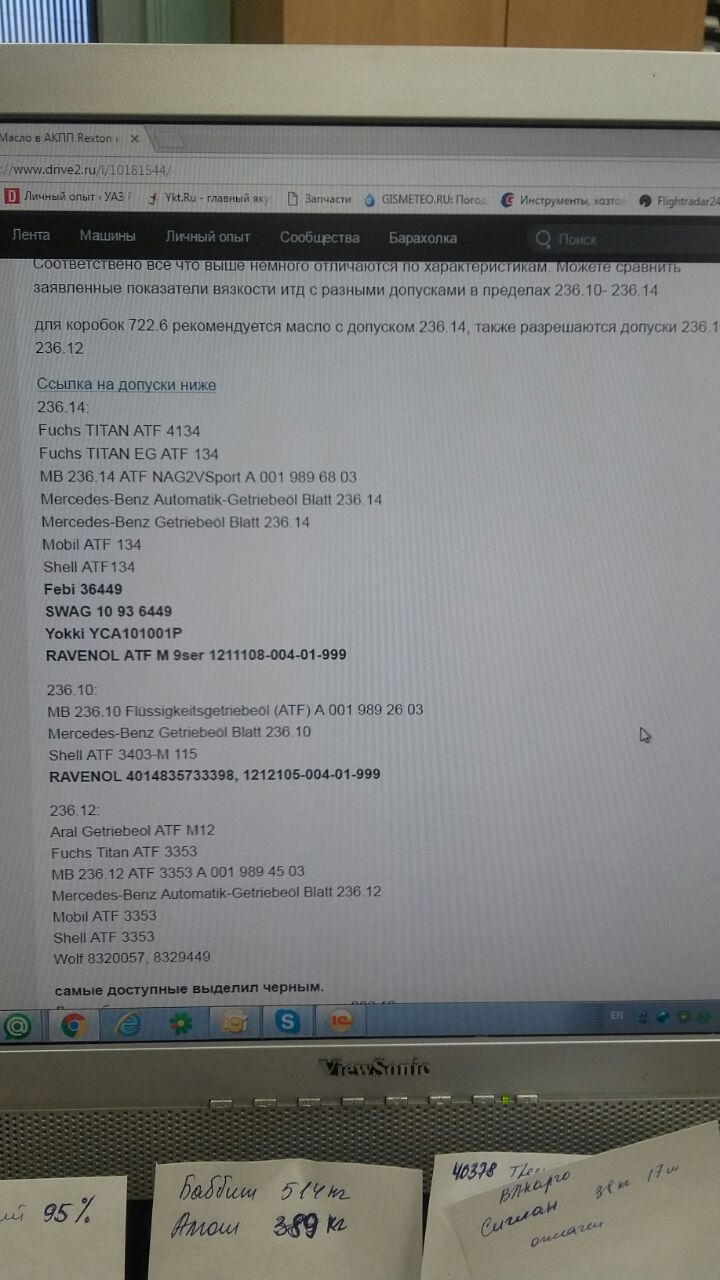 Масло в АКПП Rexton
://www.drive2.ru/l/10181544/
Личный опыт › УАЗ
Ykt.Ru - главный яку
Запчасти
GISMETEO.RU: Погод
Инструменты, хозтов
Flightradar24
Лента Машины Личный опыт Сообщества Барахолка Поиск
Соответствено все что выше немного отличаются по характеристикам. Можете сравнить
заявленные показатели вязкости итд с разными допусками в пределах 236.10- 236.14
для коробок 722.6 рекомендуется масло с допуском 236.14, также разрешаются допуски 236.1
236.12
Ссылка на допуски ниже
236.14:
Fuchs TITAN ATF 4134
Fuchs TITAN EG ATF 134
MB 236.14 ATF NAG2VSport A 001 989 68 03
Mercedes-Benz Automatik-Getriebeöl Blatt 236.14
Mercedes-Benz Getriebeöl Blatt 236.14
Mobil ATF 134
Shell ATF134
Febi 36449
SWAG 10 93 6449
Yokki YCA101001P
RAVENOL ATF M 9ser 1211108-004-01-999
236.10:
MB 236.10 Flüssigkeitsgetriebeöl (ATF) A 001 989 26 03
Mercedes-Benz Getriebeöl Blatt 236.10
Shell ATF 3403-M 115
RAVENOL 4014835733398, 1212105-004-01-999
236.12:
Aral Getriebeol ATF M12
Fuchs Titan ATF 3353
MB 236.12 ATF 3353 A 001 989 45 03
Mercedes-Benz Automatik-Getriebeöl Blatt 236.12
Mobil ATF 3353
Shell ATF 3353
Wolf 8320057, 8329449
самые доступные выделил черным.
EN
ViewSonic
95%
Баббит 514 кг
389 кг
40378
Сигман
17